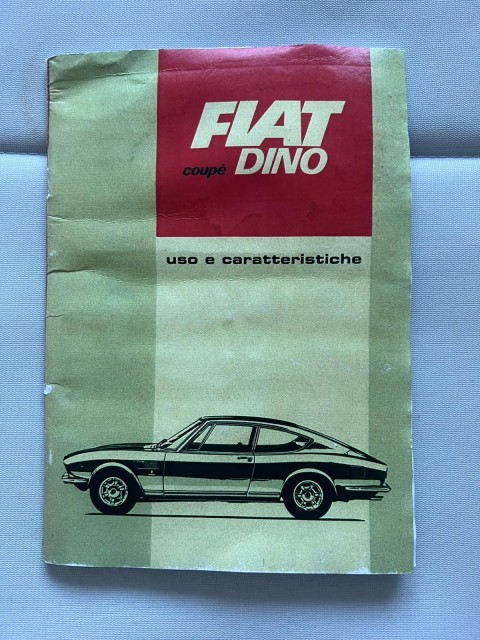 FIAT
coupé DINO
uso e caratteristiche